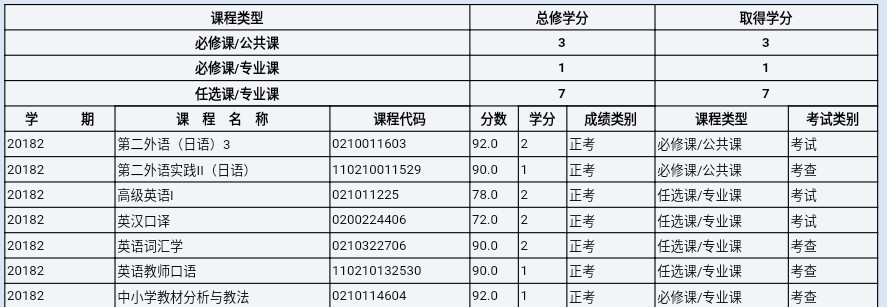 课程类型 总修学分 取得学分
必修课/公共课 3 3
必修课/专业课 1 1
任选课/专业课 7 7
学 期 课 程 名 称 课程代码 分数 学分 成绩类别 课程类型 考试类别
20182 第二外语（日语）3 0210011603 92.0 2 正考 必修课/公共课 考试
20182 第二外语实践II（日语） 110210011529 90.0 1 正考 必修课/公共课 考查
20182 高级英语I 021011225 78.0 2 正考 任选课/专业课 考试
20182 英汉口译 0200224406 72.0 2 正考 任选课/专业课 考试
20182 英语词汇学 0210322706 90.0 2 正考 任选课/专业课 考查
20182 英语教师口语 110210132530 90.0 1 正考 任选课/专业课 考查
20182 中小学教材分析与教法 0210114604 92.0 1 正考 必修课/专业课 考查